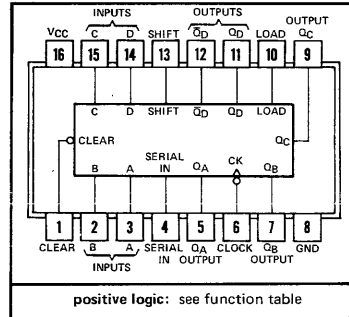 INPUTS OUTPUTS OUTPUT
VCC C D SHIFT Q̅D QD LOAD QC
16 15 14 13 12 11 10 9
C D SHIFT Q̅D QD LOAD
CLEAR QC
B A SERIAL IN QA CK QB
1 2 3 4 5 6 7 8
CLEAR B A SERIAL IN QA OUTPUT CLOCK QB OUTPUT GND
INPUTS
positive logic: see function table